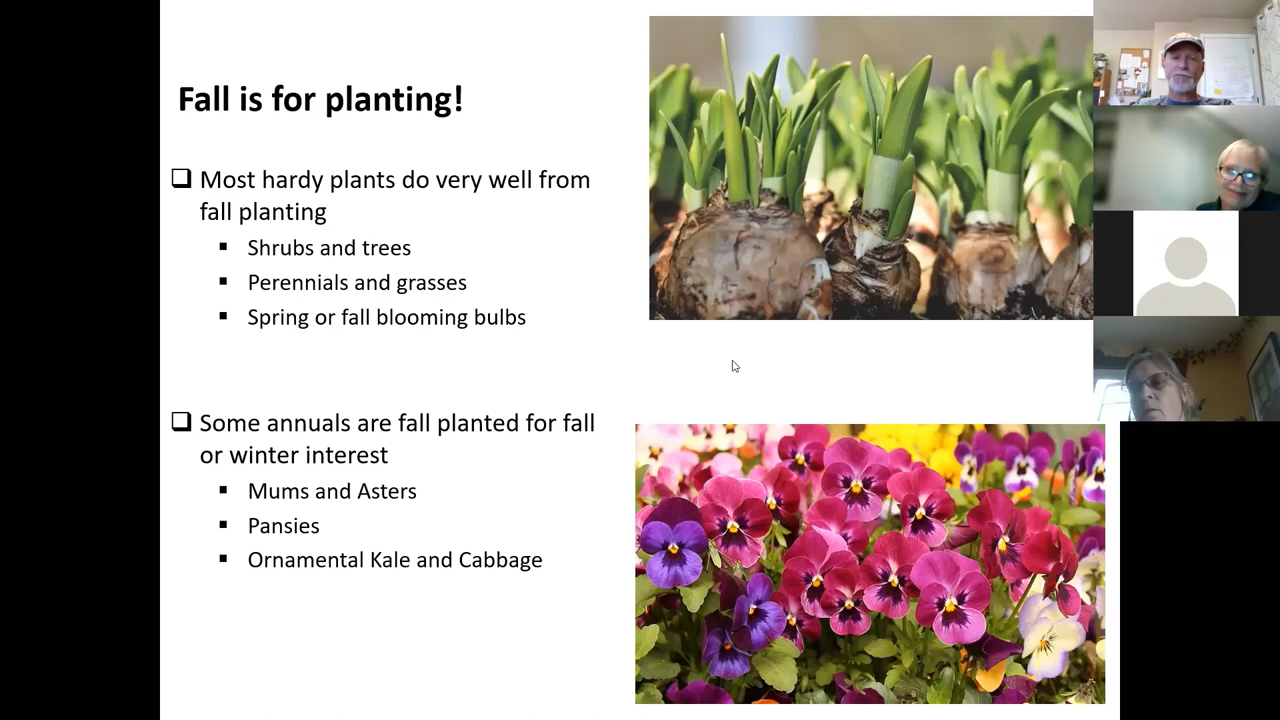 Fall is for planting!
❑ Most hardy plants do very well from
fall planting
▪ Shrubs and trees
▪ Perennials and grasses
▪ Spring or fall blooming bulbs
❑ Some annuals are fall planted for fall
or winter interest
▪ Mums and Asters
▪ Pansies
▪ Ornamental Kale and Cabbage